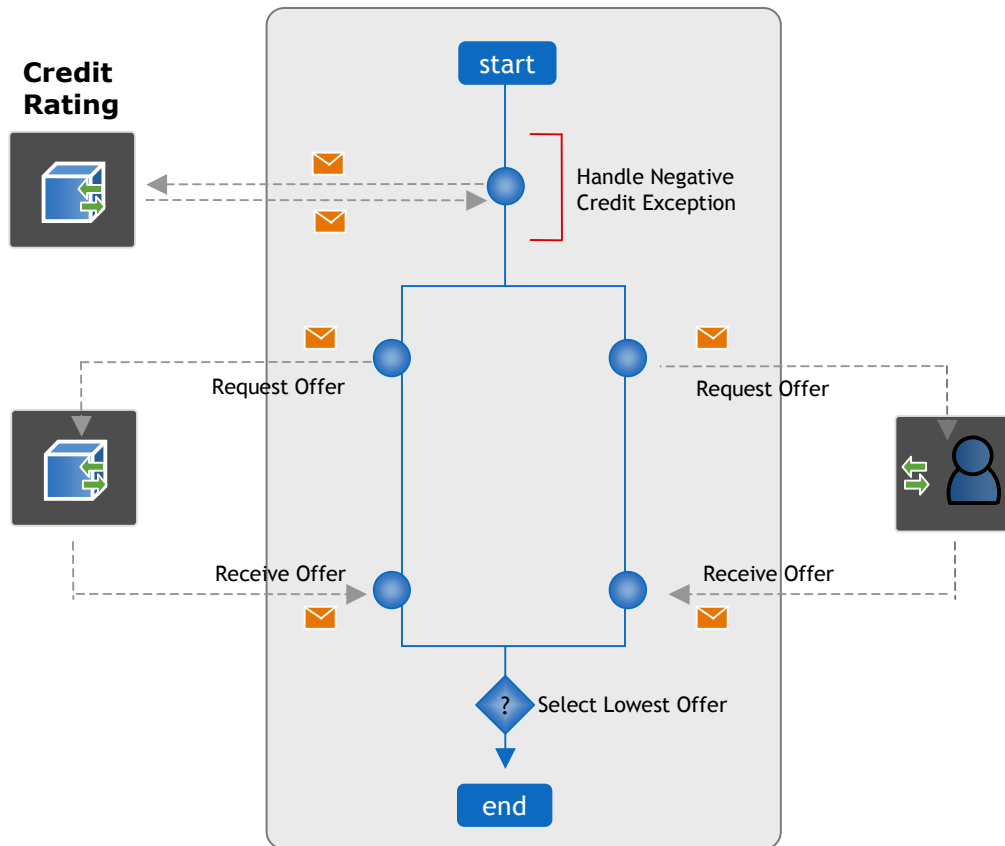 start
Credit
Rating
Handle Negative
Credit Exception
Request Offer
Request Offer
Receive Offer
Receive Offer
?
Select Lowest Offer
end